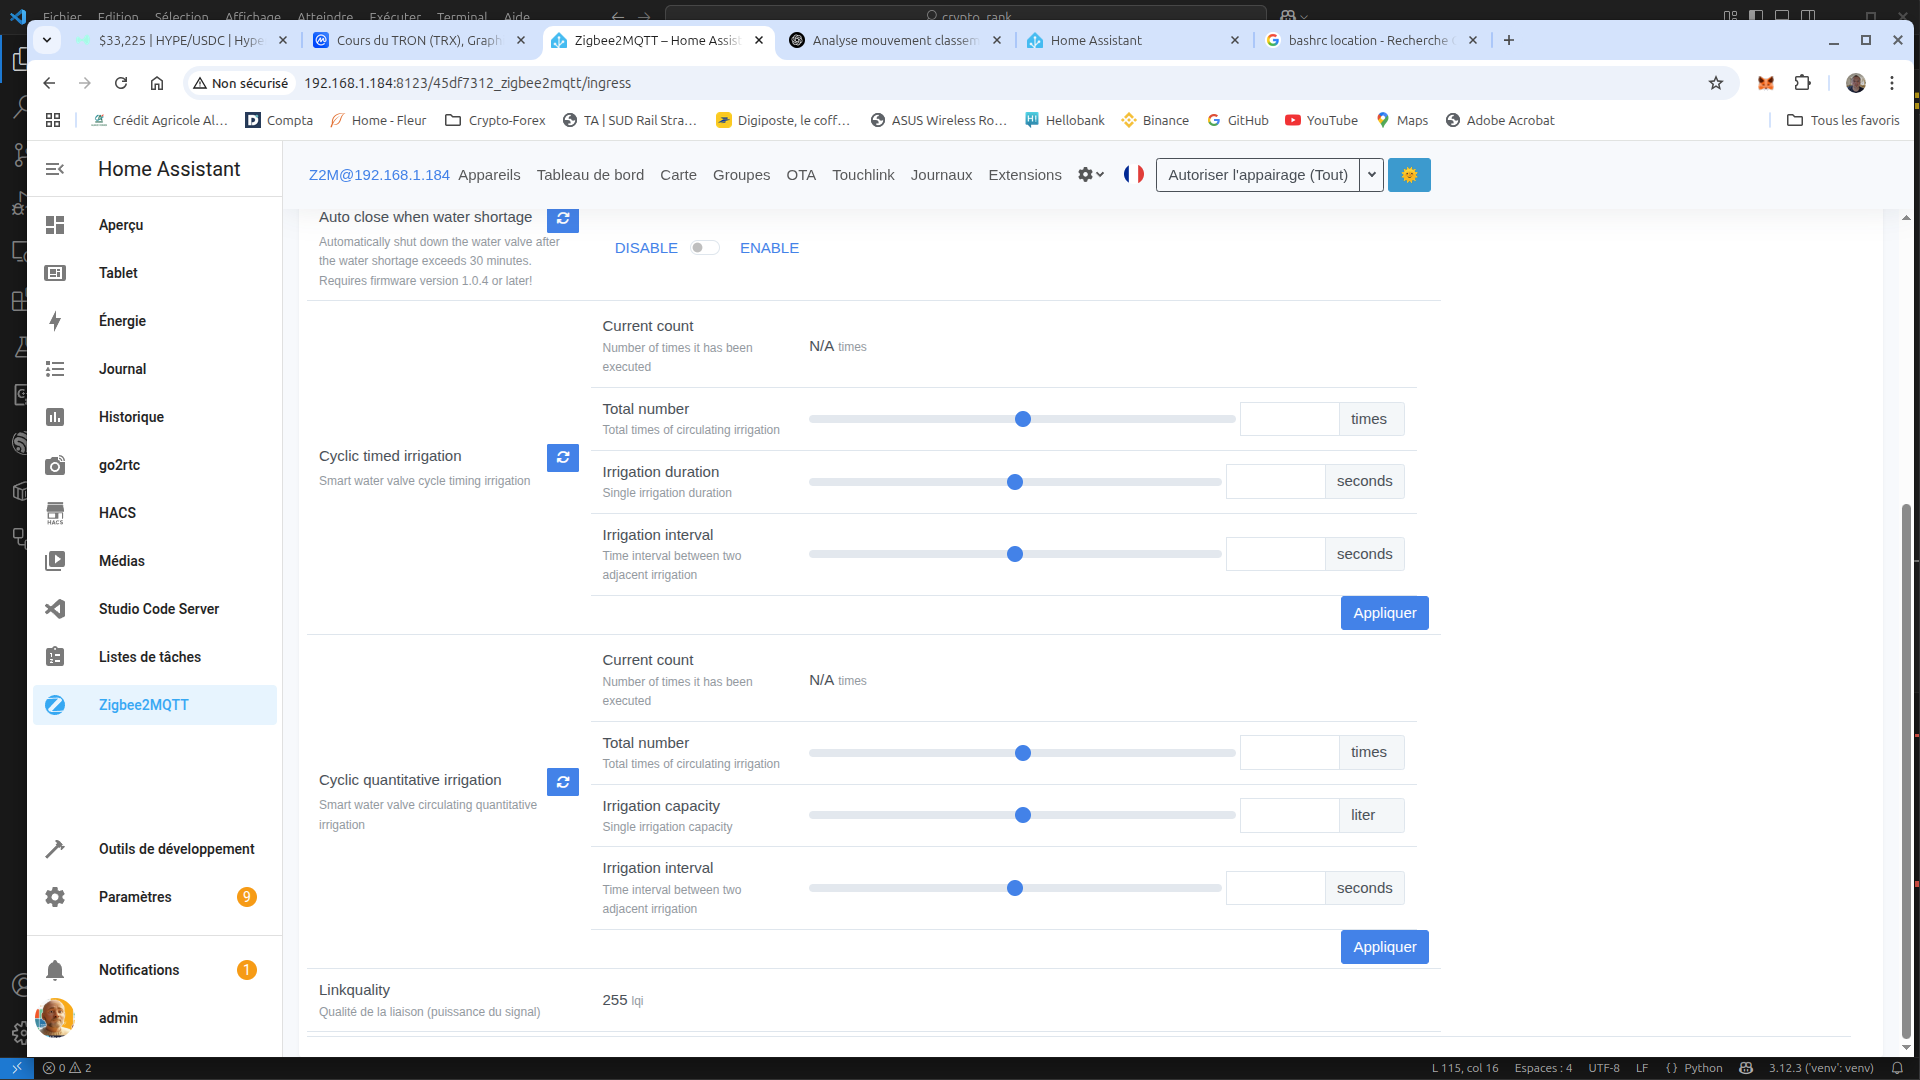 Fichier Edition Sélection Affichage Atteindre Exécuter Terminal Aide
crypto_rank
$33,225 | HYPE/USDC | Hype
Cours du TRON (TRX), Graph
Zigbee2MQTT – Home Assist
Analyse mouvement classem
Home Assistant
bashrc location - Recherche
Non sécurisé
192.168.1.184:8123/45df7312_zigbee2mqtt/ingress
Crédit Agricole Al...
Compta
Home - Fleur
Crypto-Forex
TA | SUD Rail Stra...
Digiposte, le coff...
ASUS Wireless Ro...
Hellobank
Binance
GitHub
YouTube
Maps
Adobe Acrobat
Tous les favoris
Home Assistant
Aperçu
Tablet
Énergie
Journal
Historique
go2rtc
HACS
HACS
Médias
Studio Code Server
Listes de tâches
Zigbee2MQTT
Outils de développement
Paramètres
9
Notifications
1
admin
Z2M@192.168.1.184
Appareils
Tableau de bord
Carte
Groupes
OTA
Touchlink
Journaux
Extensions
Autoriser l'appairage (Tout)
Auto close when water shortage
Automatically shut down the water valve after
the water shortage exceeds 30 minutes.
Requires firmware version 1.0.4 or later!
DISABLE
ENABLE
Cyclic timed irrigation
Smart water valve cycle timing irrigation
Current count
Number of times it has been
executed
N/A times
Total number
Total times of circulating irrigation
times
Irrigation duration
Single irrigation duration
seconds
Irrigation interval
Time interval between two
adjacent irrigation
seconds
Appliquer
Cyclic quantitative irrigation
Smart water valve circulating quantitative
irrigation
Current count
Number of times it has been
executed
N/A times
Total number
Total times of circulating irrigation
times
Irrigation capacity
Single irrigation capacity
liter
Irrigation interval
Time interval between two
adjacent irrigation
seconds
Appliquer
Linkquality
Qualité de la liaison (puissance du signal)
255 lqi
0
2
L 115, col 16
Espaces : 4
UTF-8
LF
{ } Python
3.12.3 ('venv': venv)